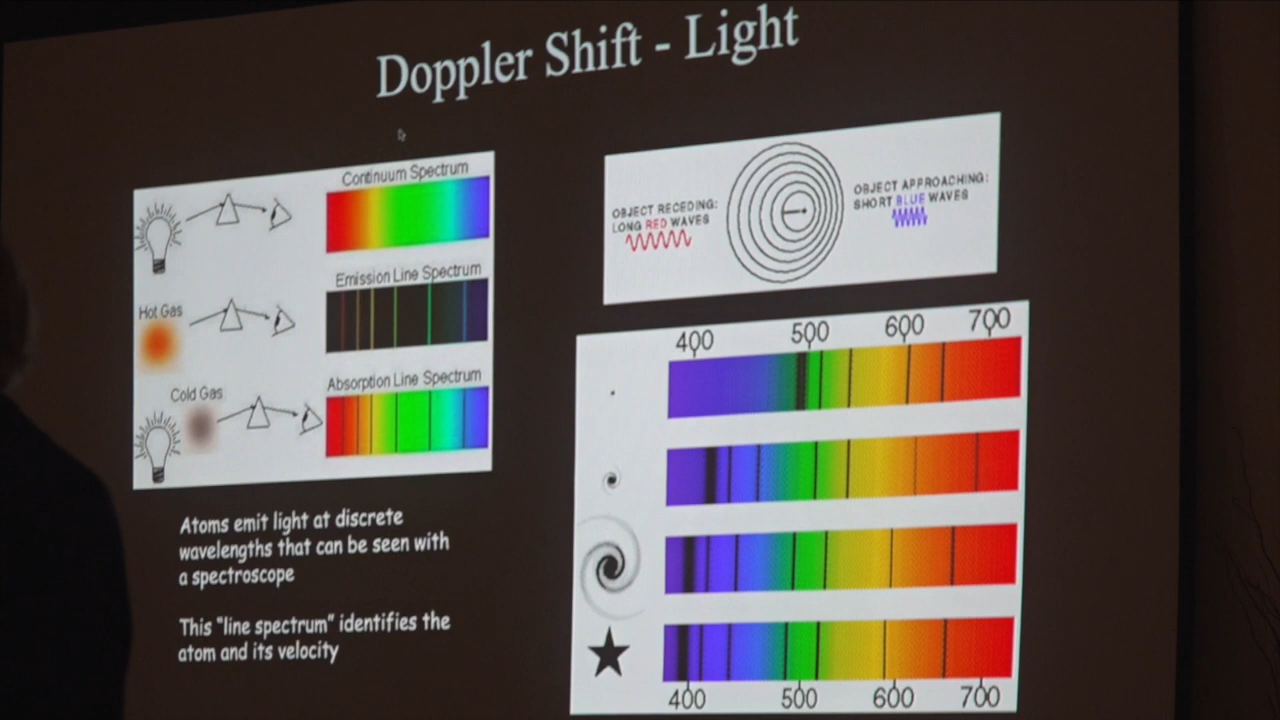 Doppler Shift - Light
Continuum Spectrum
Emission Line Spectrum
Hot Gas
Absorption Line Spectrum
Cold Gas
Atoms emit light at discrete
wavelengths that can be seen with
a spectroscope
This "line spectrum" identifies the
atom and its velocity
OBJECT RECEDING:
LONG RED WAVES
OBJECT APPROACHING:
SHORT BLUE WAVES
400 500 600 700
400 500 600 700